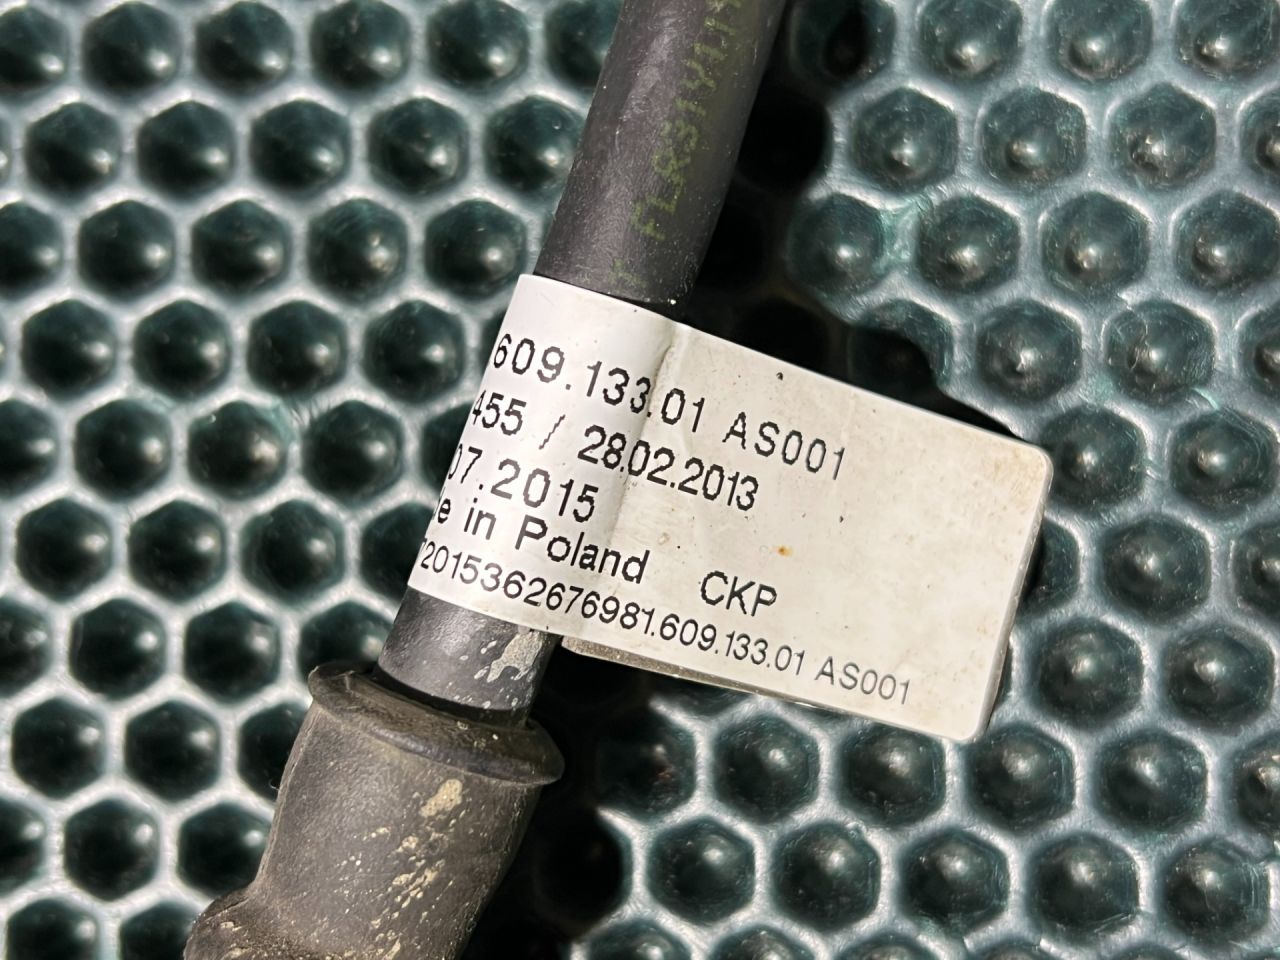 609.133.01 AS001
455 / 28.02.2013
07.2015
in Poland CKP
72015362676981.609.133.01 AS001